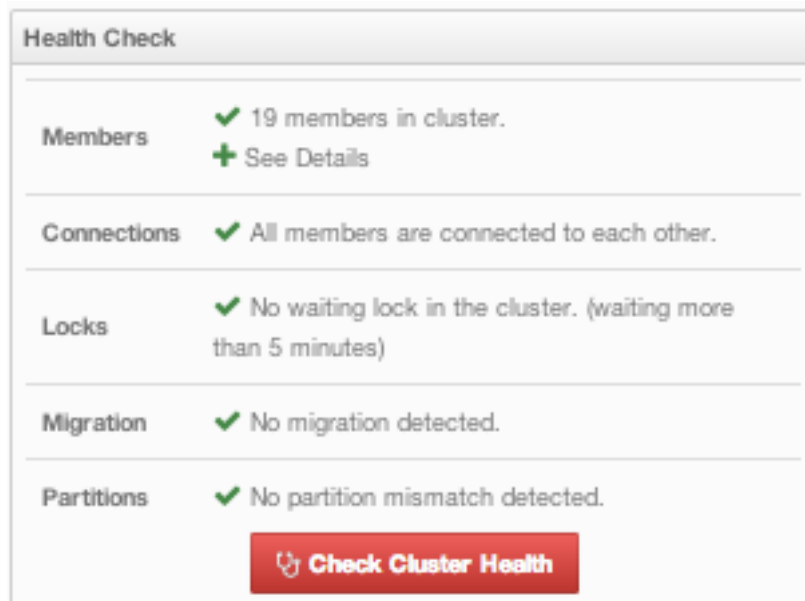 Health Check
Members
19 members in cluster.
See Details
Connections
All members are connected to each other.
Locks
No waiting lock in the cluster. (waiting more
than 5 minutes)
Migration
No migration detected.
Partitions
No partition mismatch detected.
Check Cluster Health